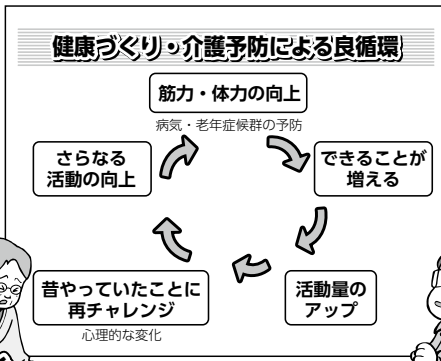 健康づくり・介護予防による良循環
筋力・体力の向上
病気・老年症候群の予防
できることが
増える
活動量の
アップ
昔やっていたことに
再チャレンジ
心理的な変化
さらなる
活動の向上